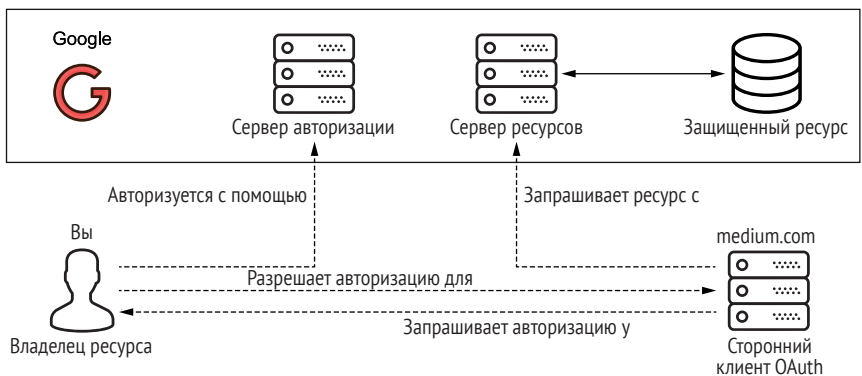 Google
Сервер авторизации
Сервер ресурсов
Защищенный ресурс
Авторизуется с помощью
Запрашивает ресурс с
Вы
medium.com
Разрешает авторизацию для
Запрашивает авторизацию у
Владелец ресурса
Сторонний
клиент OAuth